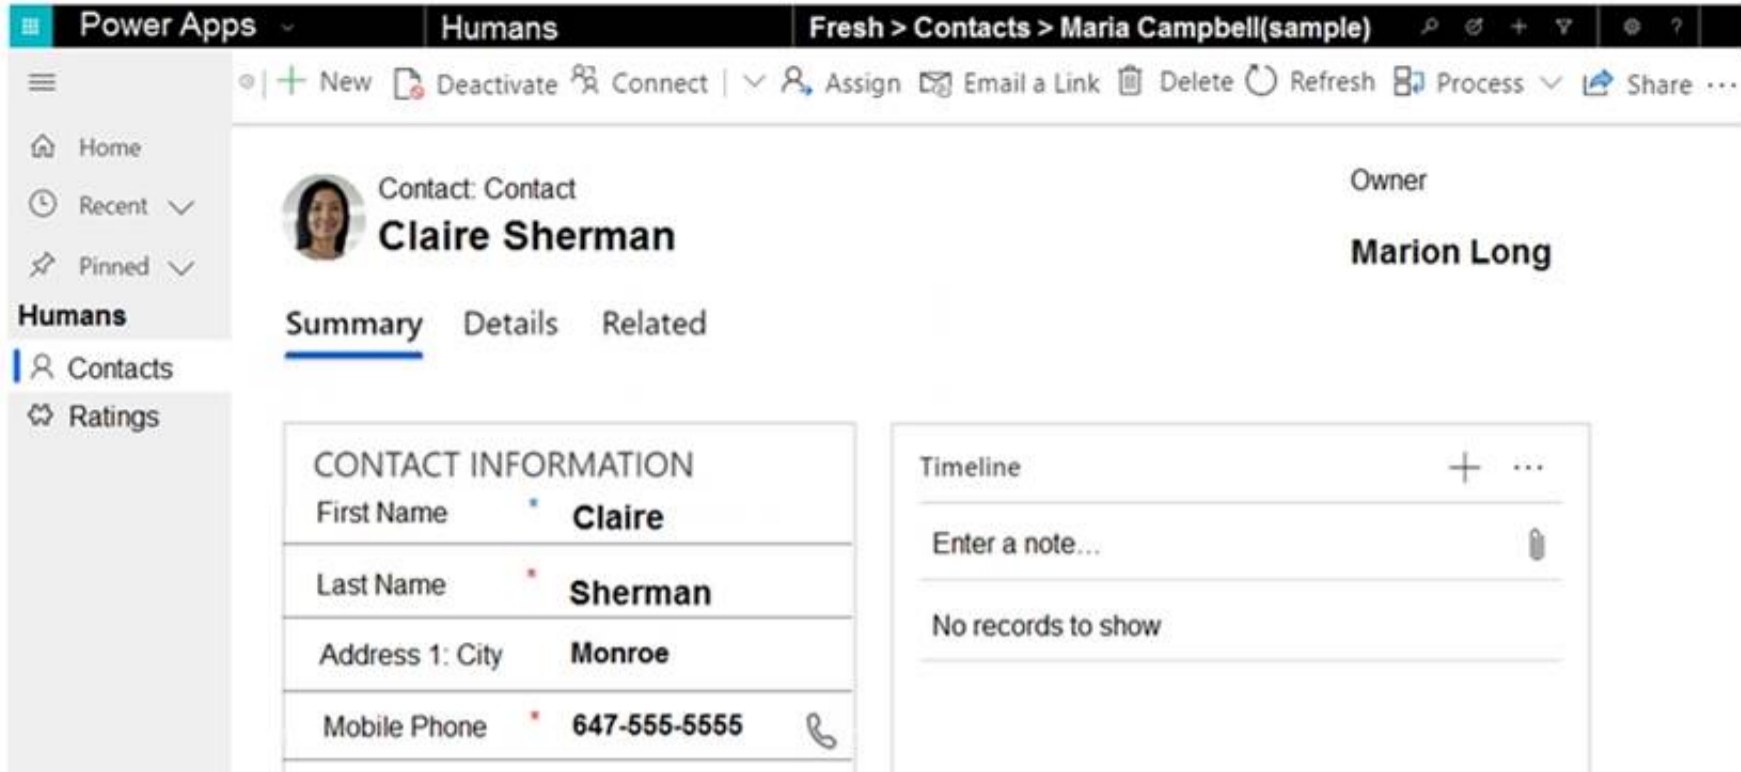 Power Apps Humans Fresh > Contacts > Maria Campbell(sample) + ?
+ New Deactivate Connect | Assign Email a Link Delete Refresh Process Share ...
Home
Recent
Pinned
Humans
Contacts
Ratings
Contact: Contact
Claire Sherman
Owner
Marion Long
Summary Details Related
CONTACT INFORMATION
First Name * Claire
Last Name * Sherman
Address 1: City Monroe
Mobile Phone * 647-555-5555
Timeline + ...
Enter a note...
No records to show